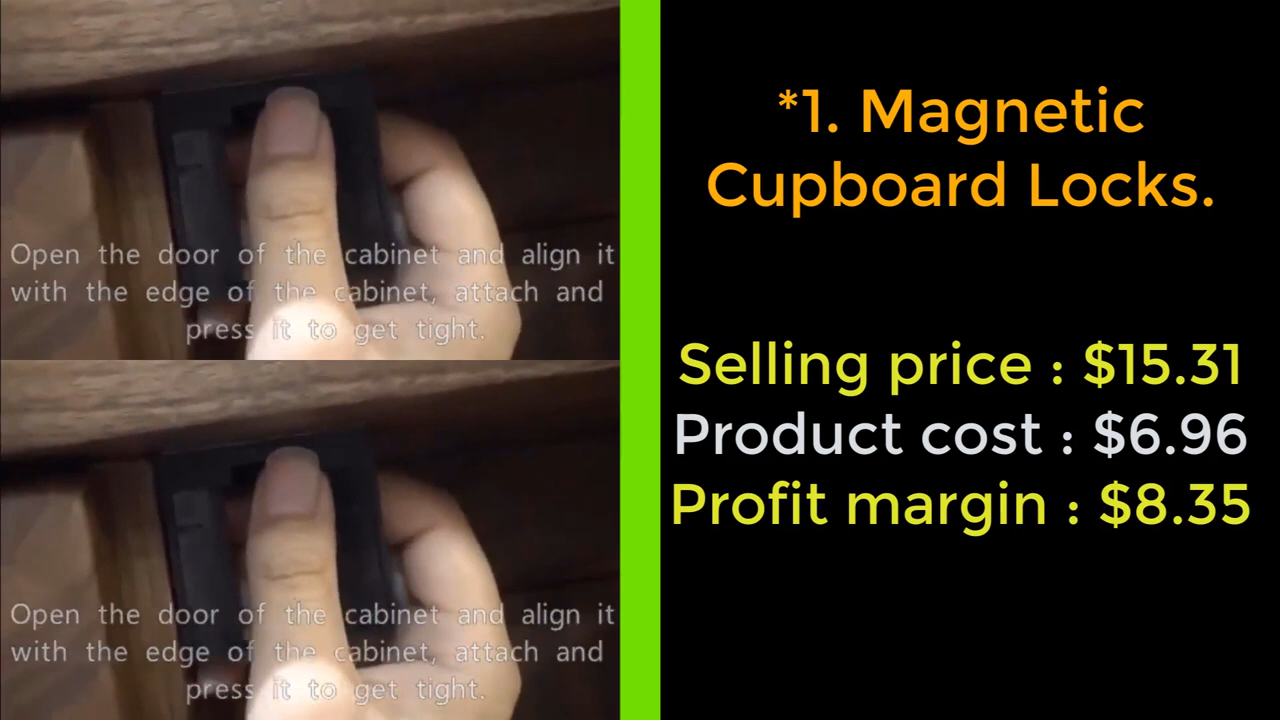 Open the door of the cabinet and align it
with the edge of the cabinet, attach and
press it to get tight.
Open the door of the cabinet and align it
with the edge of the cabinet, attach and
press it to get tight.
*1. Magnetic
Cupboard Locks.
Selling price : $15.31
Product cost : $6.96
Profit margin : $8.35